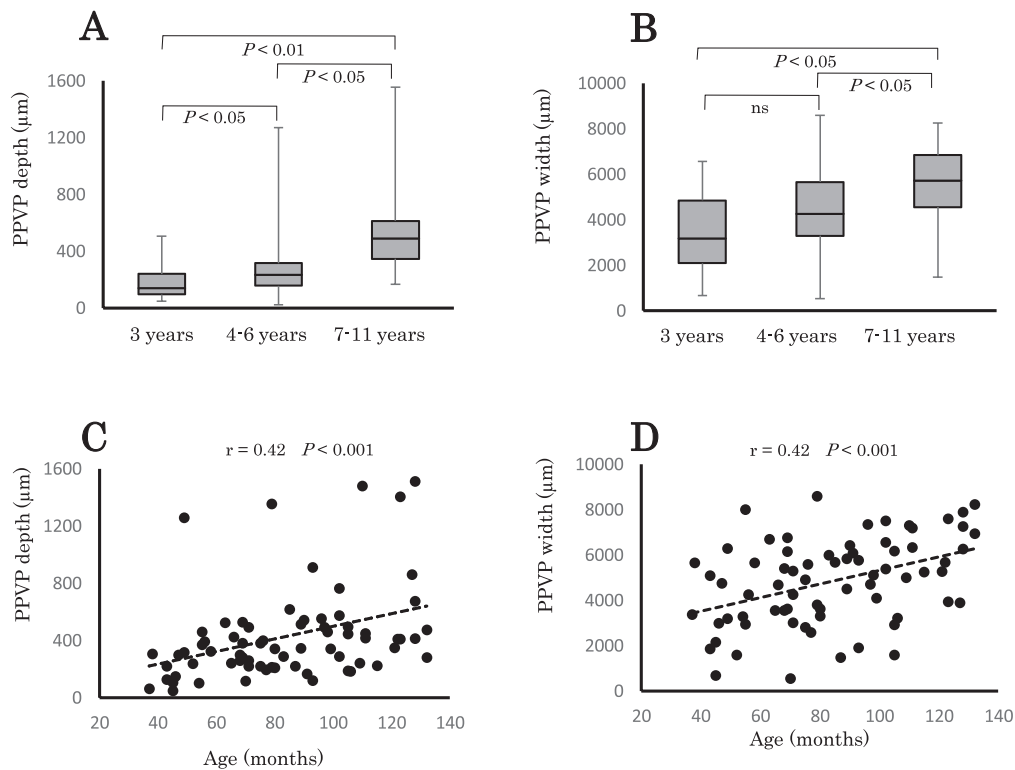 A
P < 0.01
P < 0.05
P < 0.05
PPVP depth (μm)
1600
1200
800
400
0
3 years 4-6 years 7-11 years
B
P < 0.05
P < 0.05
ns
PPVP width (μm)
10000
8000
6000
4000
2000
0
3 years 4-6 years 7-11 years
C
r = 0.42 P < 0.001
PPVP depth (μm)
1600
1200
800
400
0
20 40 60 80 100 120 140
Age (months)
D
r = 0.42 P < 0.001
PPVP width (μm)
10000
8000
6000
4000
2000
0
20 40 60 80 100 120 140
Age (months)